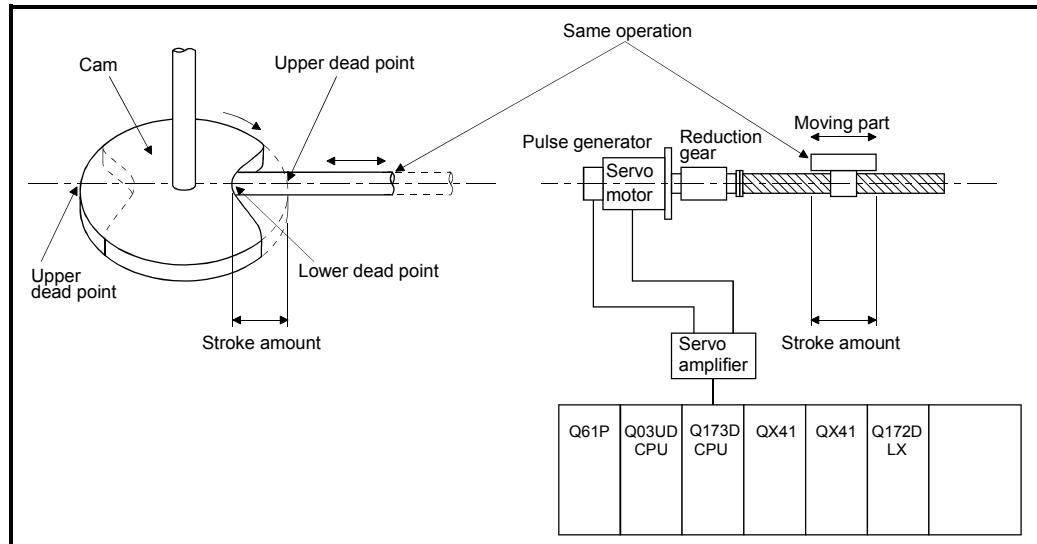 Same operation
Cam
Upper dead point
Moving part
Pulse generator
Reduction
gear
Servo
motor
Upper
dead point
Lower dead point
Stroke amount
Servo
amplifier
Stroke amount
Q61P
Q03UD
CPU
Q173D
CPU
QX41
QX41
Q172D
LX